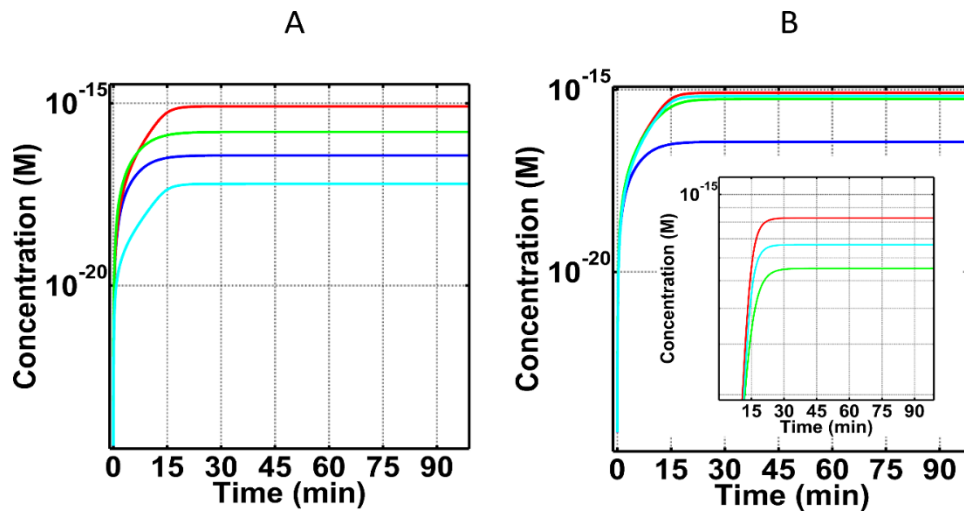 A
10^-15
10^-20
Concentration (M)
0 15 30 45 60 75 90
Time (min)
B
10^-15
10^-20
Concentration (M)
10^-15
Concentration (M)
15 30 45 60 75 90
Time (min)
0 15 30 45 60 75 90
Time (min)